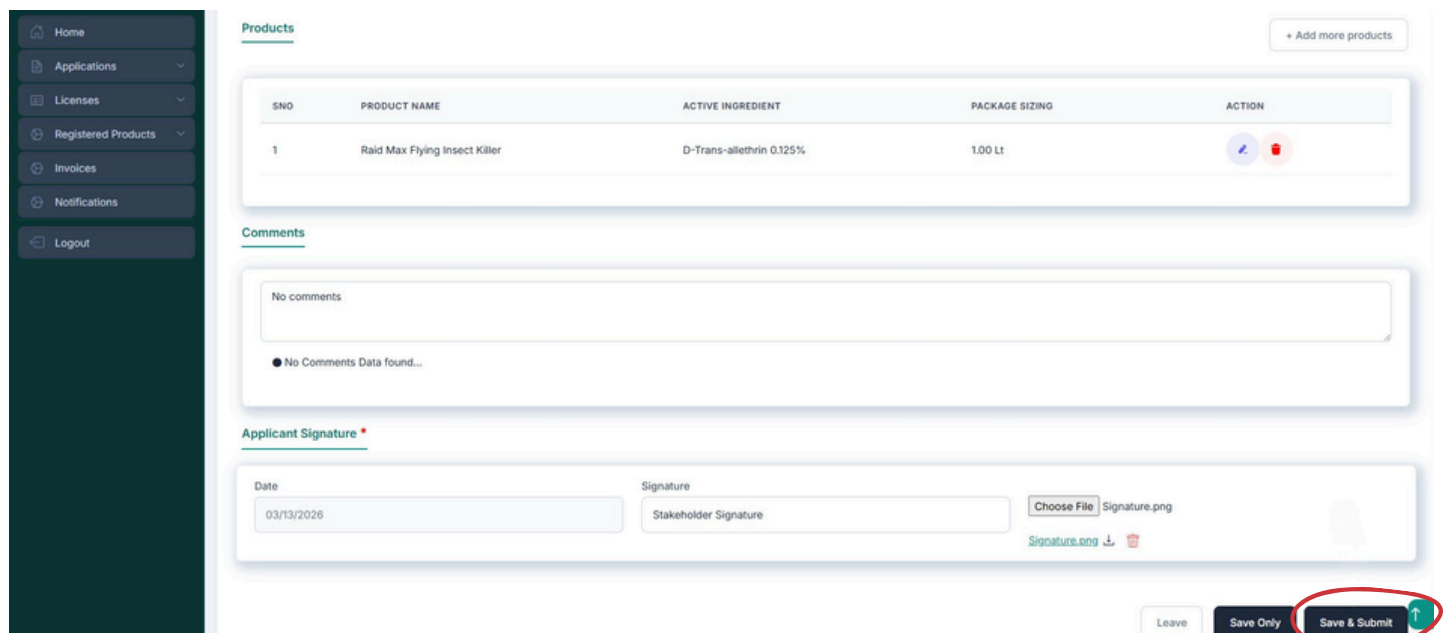 Home
Applications
Licenses
Registered Products
Invoices
Notifications
Logout
Products
+ Add more products
SNO PRODUCT NAME ACTIVE INGREDIENT PACKAGE SIZING ACTION
1 Raid Max Flying Insect Killer D-Trans-allethrin 0.125% 1.00 Lt
Comments
No comments
No Comments Data found...
Applicant Signature *
Date Signature
03/13/2026 Stakeholder Signature Choose File Signature.png
Signature.png
Leave Save Only Save & Submit